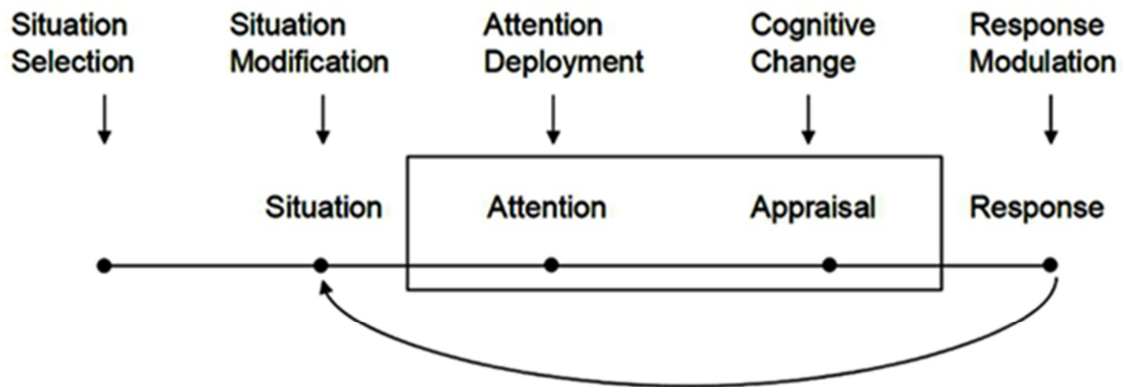 Situation
Selection
Situation
Modification
Attention
Deployment
Cognitive
Change
Response
Modulation
Situation
Attention
Appraisal
Response